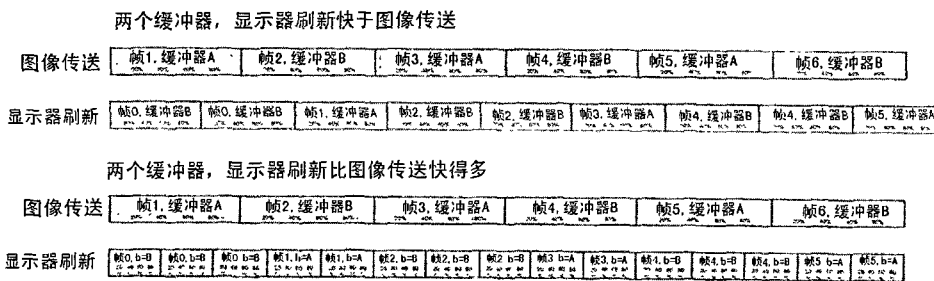 两个缓冲器，显示器刷新快于图像传送
图像传送 帧1,缓冲器A 帧2,缓冲器B 帧3,缓冲器A 帧4,缓冲器B 帧5,缓冲器A 帧6,缓冲器B
显示器刷新 帧0,缓冲器B 帧0,缓冲器B 帧1,缓冲器A 帧2,缓冲器B 帧2,缓冲器B 帧3,缓冲器A 帧4,缓冲器B 帧4,缓冲器B 帧5,缓冲器A
两个缓冲器，显示器刷新比图像传送快得多
图像传送 帧1,缓冲器A 帧2,缓冲器B 帧3,缓冲器A 帧4,缓冲器B 帧5,缓冲器A 帧6,缓冲器B
显示器刷新 帧0,b=B 帧0,b=B 帧0 b=B 帧1,b=A 帧1,b=A 帧2,b=B 帧2,b=B 帧2 b=B 帧3 b=A 帧3,b=A 帧4,b=B 帧4,b=B 帧4,b=B 帧5 b=A 帧5,b=A